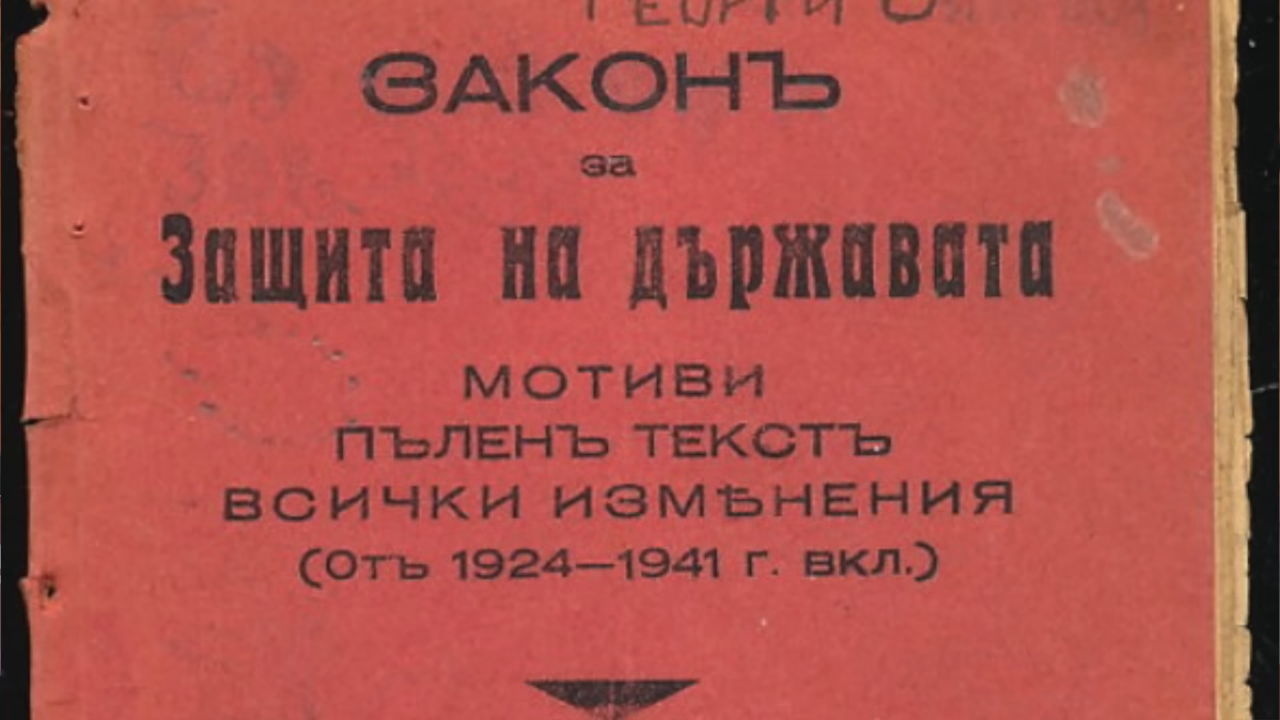 ЗАКОНЪ
за
Защита на държавата
МОТИВИ
ПЪЛЕНЪ ТЕКСТЪ
ВСИЧКИ ИЗМѢНЕНИЯ
(Отъ 1924—1941 г. вкл.)